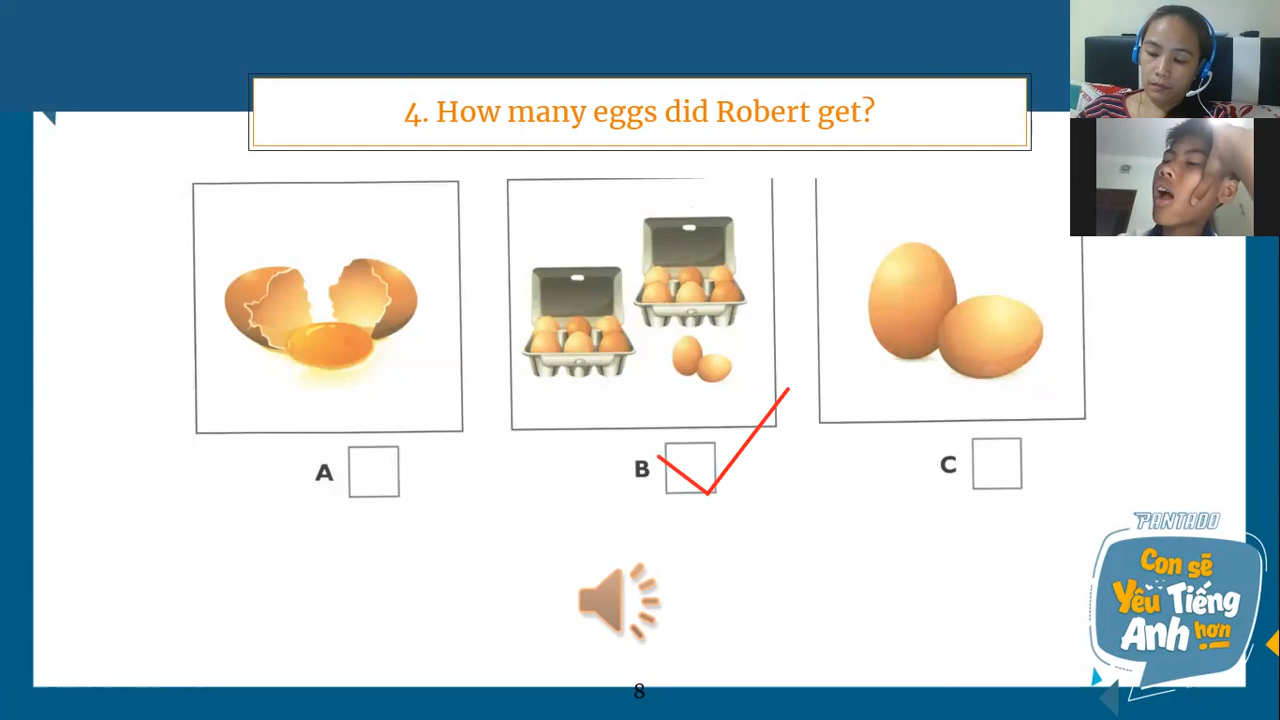 4. How many eggs did Robert get?
A
B
C
PANTADO
Con sẽ
Yêu Tiếng
Anh hơn
8